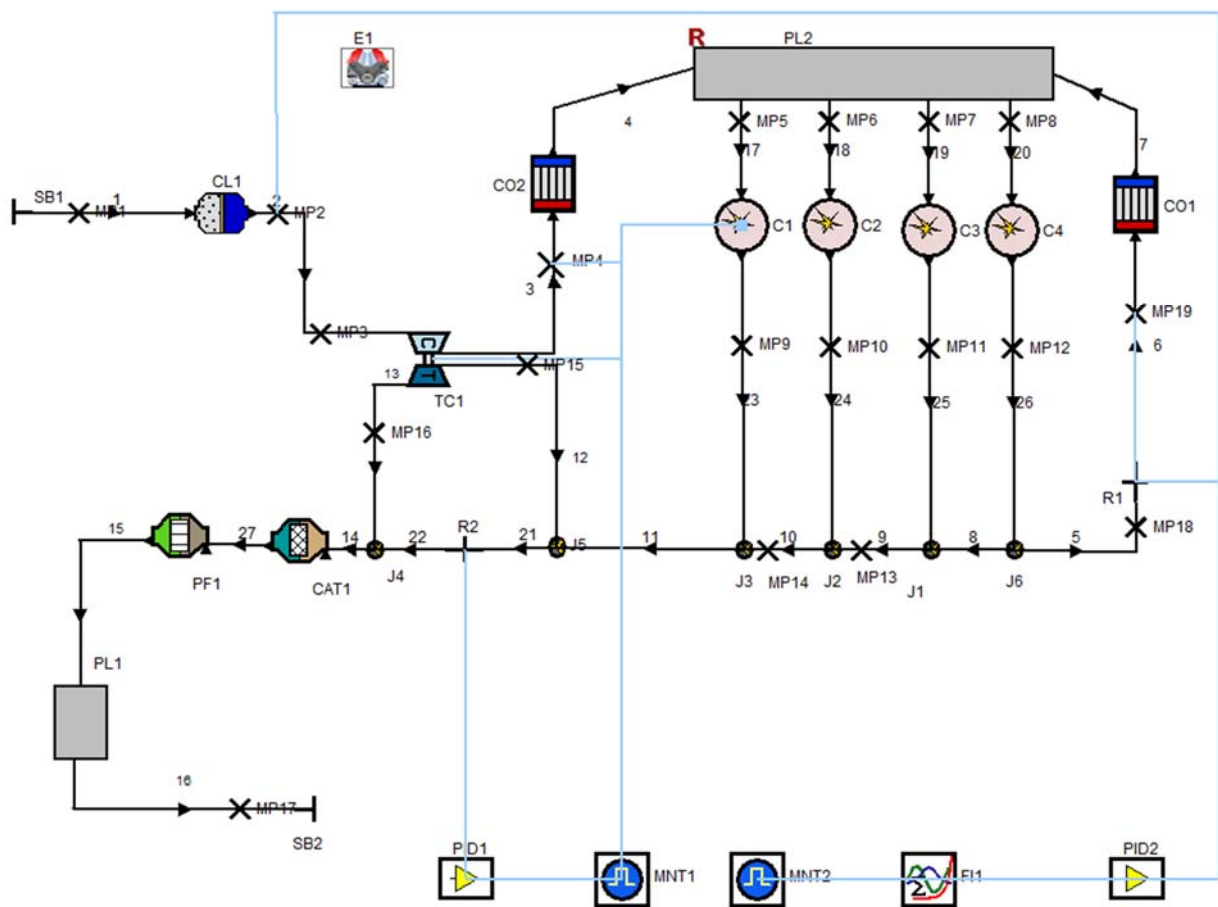 E1
R
PL2
4
MP5
MP6
MP7
MP8
7
17
18
19
20
CO2
CO1
SB1
MP1
1
CL1
2
MP2
C1
C2
C3
C4
MP4
3
MP19
6
MP3
C
T
TC1
13
MP15
MP9
MP10
MP11
MP12
23
24
25
26
MP16
12
R1
MP18
15
PF1
27
CAT1
14
J4
22
R2
21
J5
11
J3
10
MP14
J2
9
MP13
J1
8
J6
5
PL1
16
MP17
SB2
PID1
MNT1
MNT2
Σ
FI1
PID2